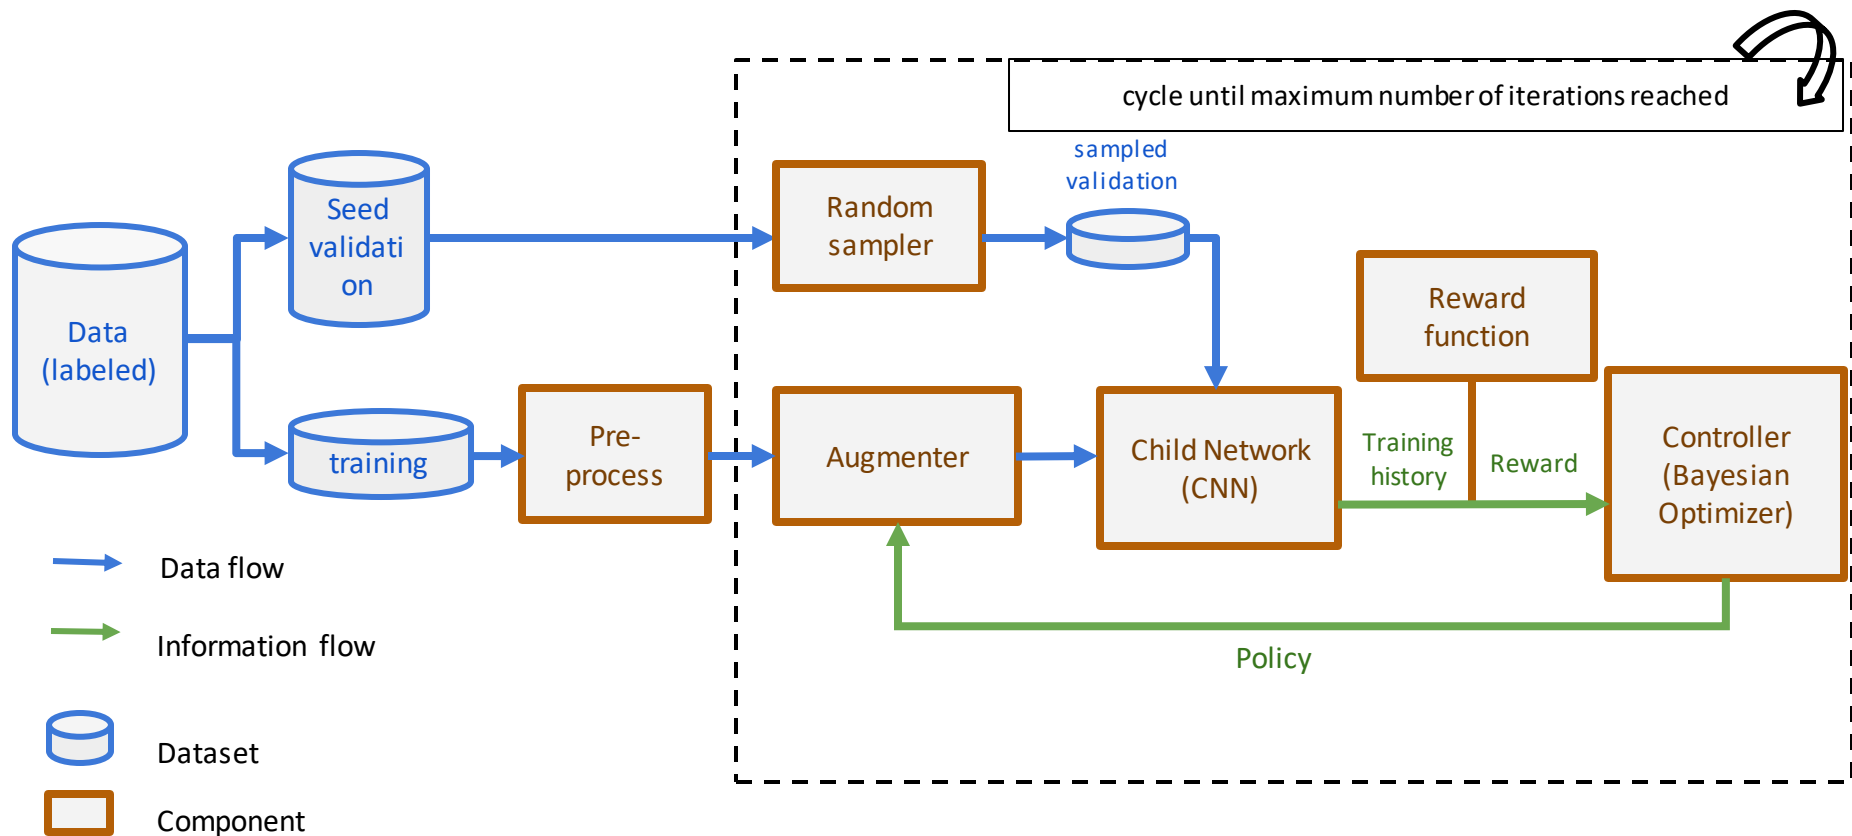 cycle until maximum number of iterations reached
sampled
validation
Seed
validati
on
Random
sampler
Data
(labeled)
Reward
function
training
Pre-
process
Augmenter
Child Network
(CNN)
Training
history
Reward
Controller
(Bayesian
Optimizer)
Policy
Data flow
Information flow
Dataset
Component